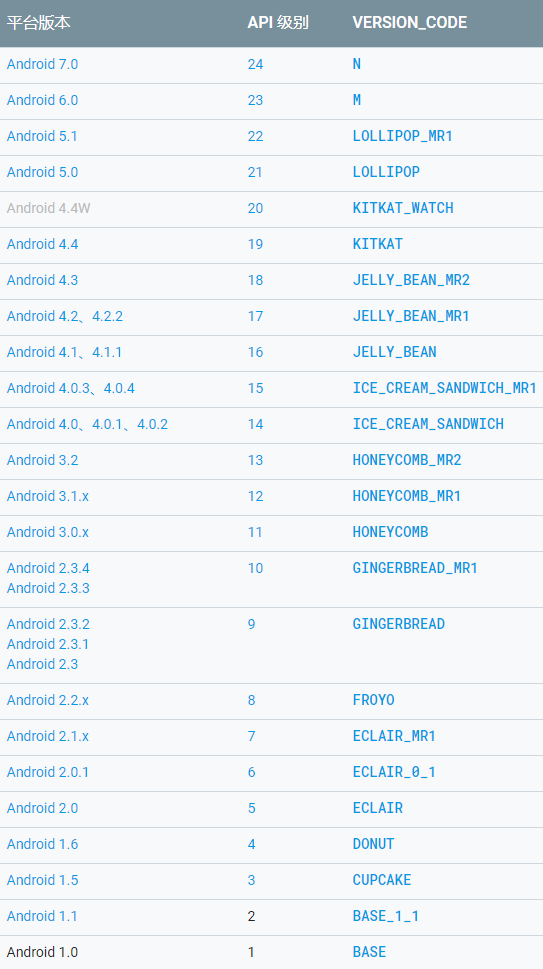 平台版本 API 级别 VERSION_CODE
Android 7.0 24 N
Android 6.0 23 M
Android 5.1 22 LOLLIPOP_MR1
Android 5.0 21 LOLLIPOP
Android 4.4W 20 KITKAT_WATCH
Android 4.4 19 KITKAT
Android 4.3 18 JELLY_BEAN_MR2
Android 4.2、4.2.2 17 JELLY_BEAN_MR1
Android 4.1、4.1.1 16 JELLY_BEAN
Android 4.0.3、4.0.4 15 ICE_CREAM_SANDWICH_MR1
Android 4.0、4.0.1、4.0.2 14 ICE_CREAM_SANDWICH
Android 3.2 13 HONEYCOMB_MR2
Android 3.1.x 12 HONEYCOMB_MR1
Android 3.0.x 11 HONEYCOMB
Android 2.3.4 10 GINGERBREAD_MR1
Android 2.3.3
Android 2.3.2 9 GINGERBREAD
Android 2.3.1
Android 2.3
Android 2.2.x 8 FROYO
Android 2.1.x 7 ECLAIR_MR1
Android 2.0.1 6 ECLAIR_0_1
Android 2.0 5 ECLAIR
Android 1.6 4 DONUT
Android 1.5 3 CUPCAKE
Android 1.1 2 BASE_1_1
Android 1.0 1 BASE